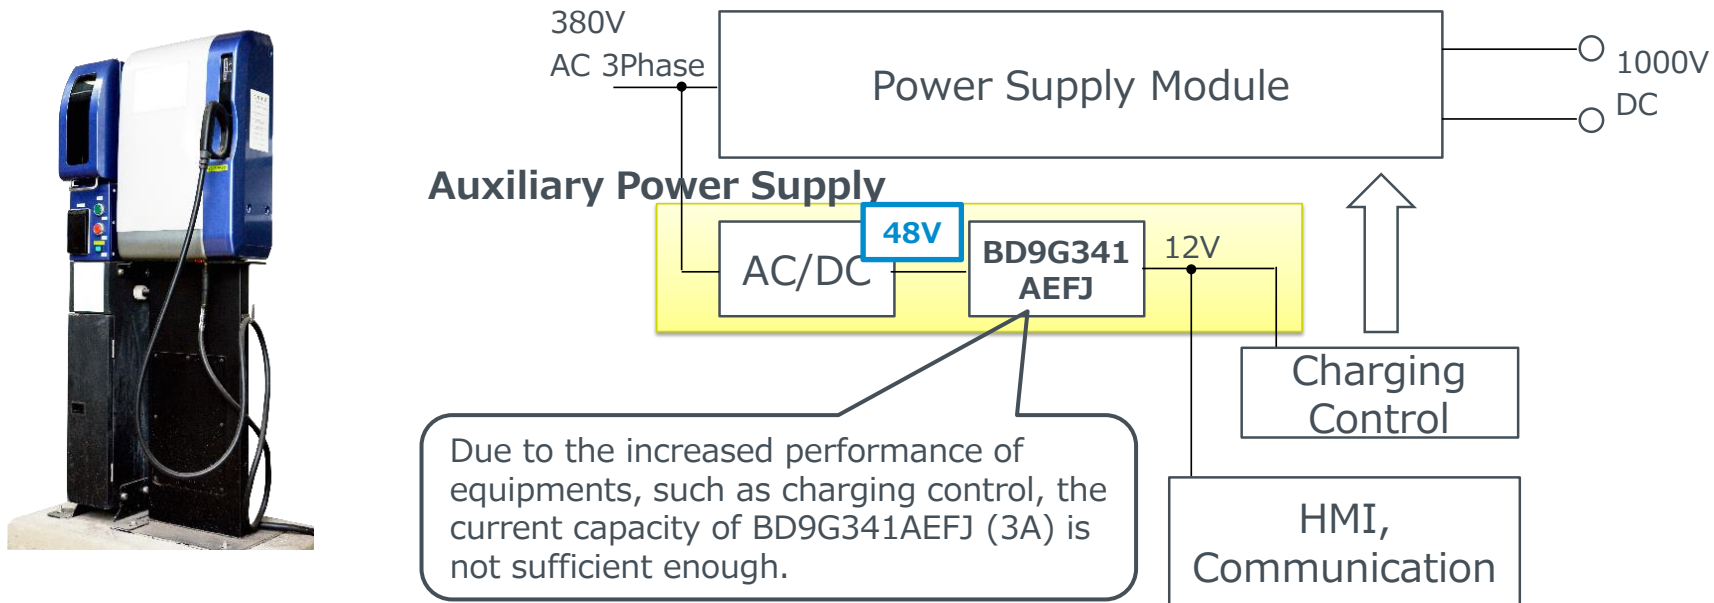 380V
AC 3Phase
Power Supply Module
1000V
DC
Auxiliary Power Supply
AC/DC
48V
BD9G341
AEFJ
12V
Charging
Control
Due to the increased performance of
equipments, such as charging control, the
current capacity of BD9G341AEFJ (3A) is
not sufficient enough.
HMI,
Communication